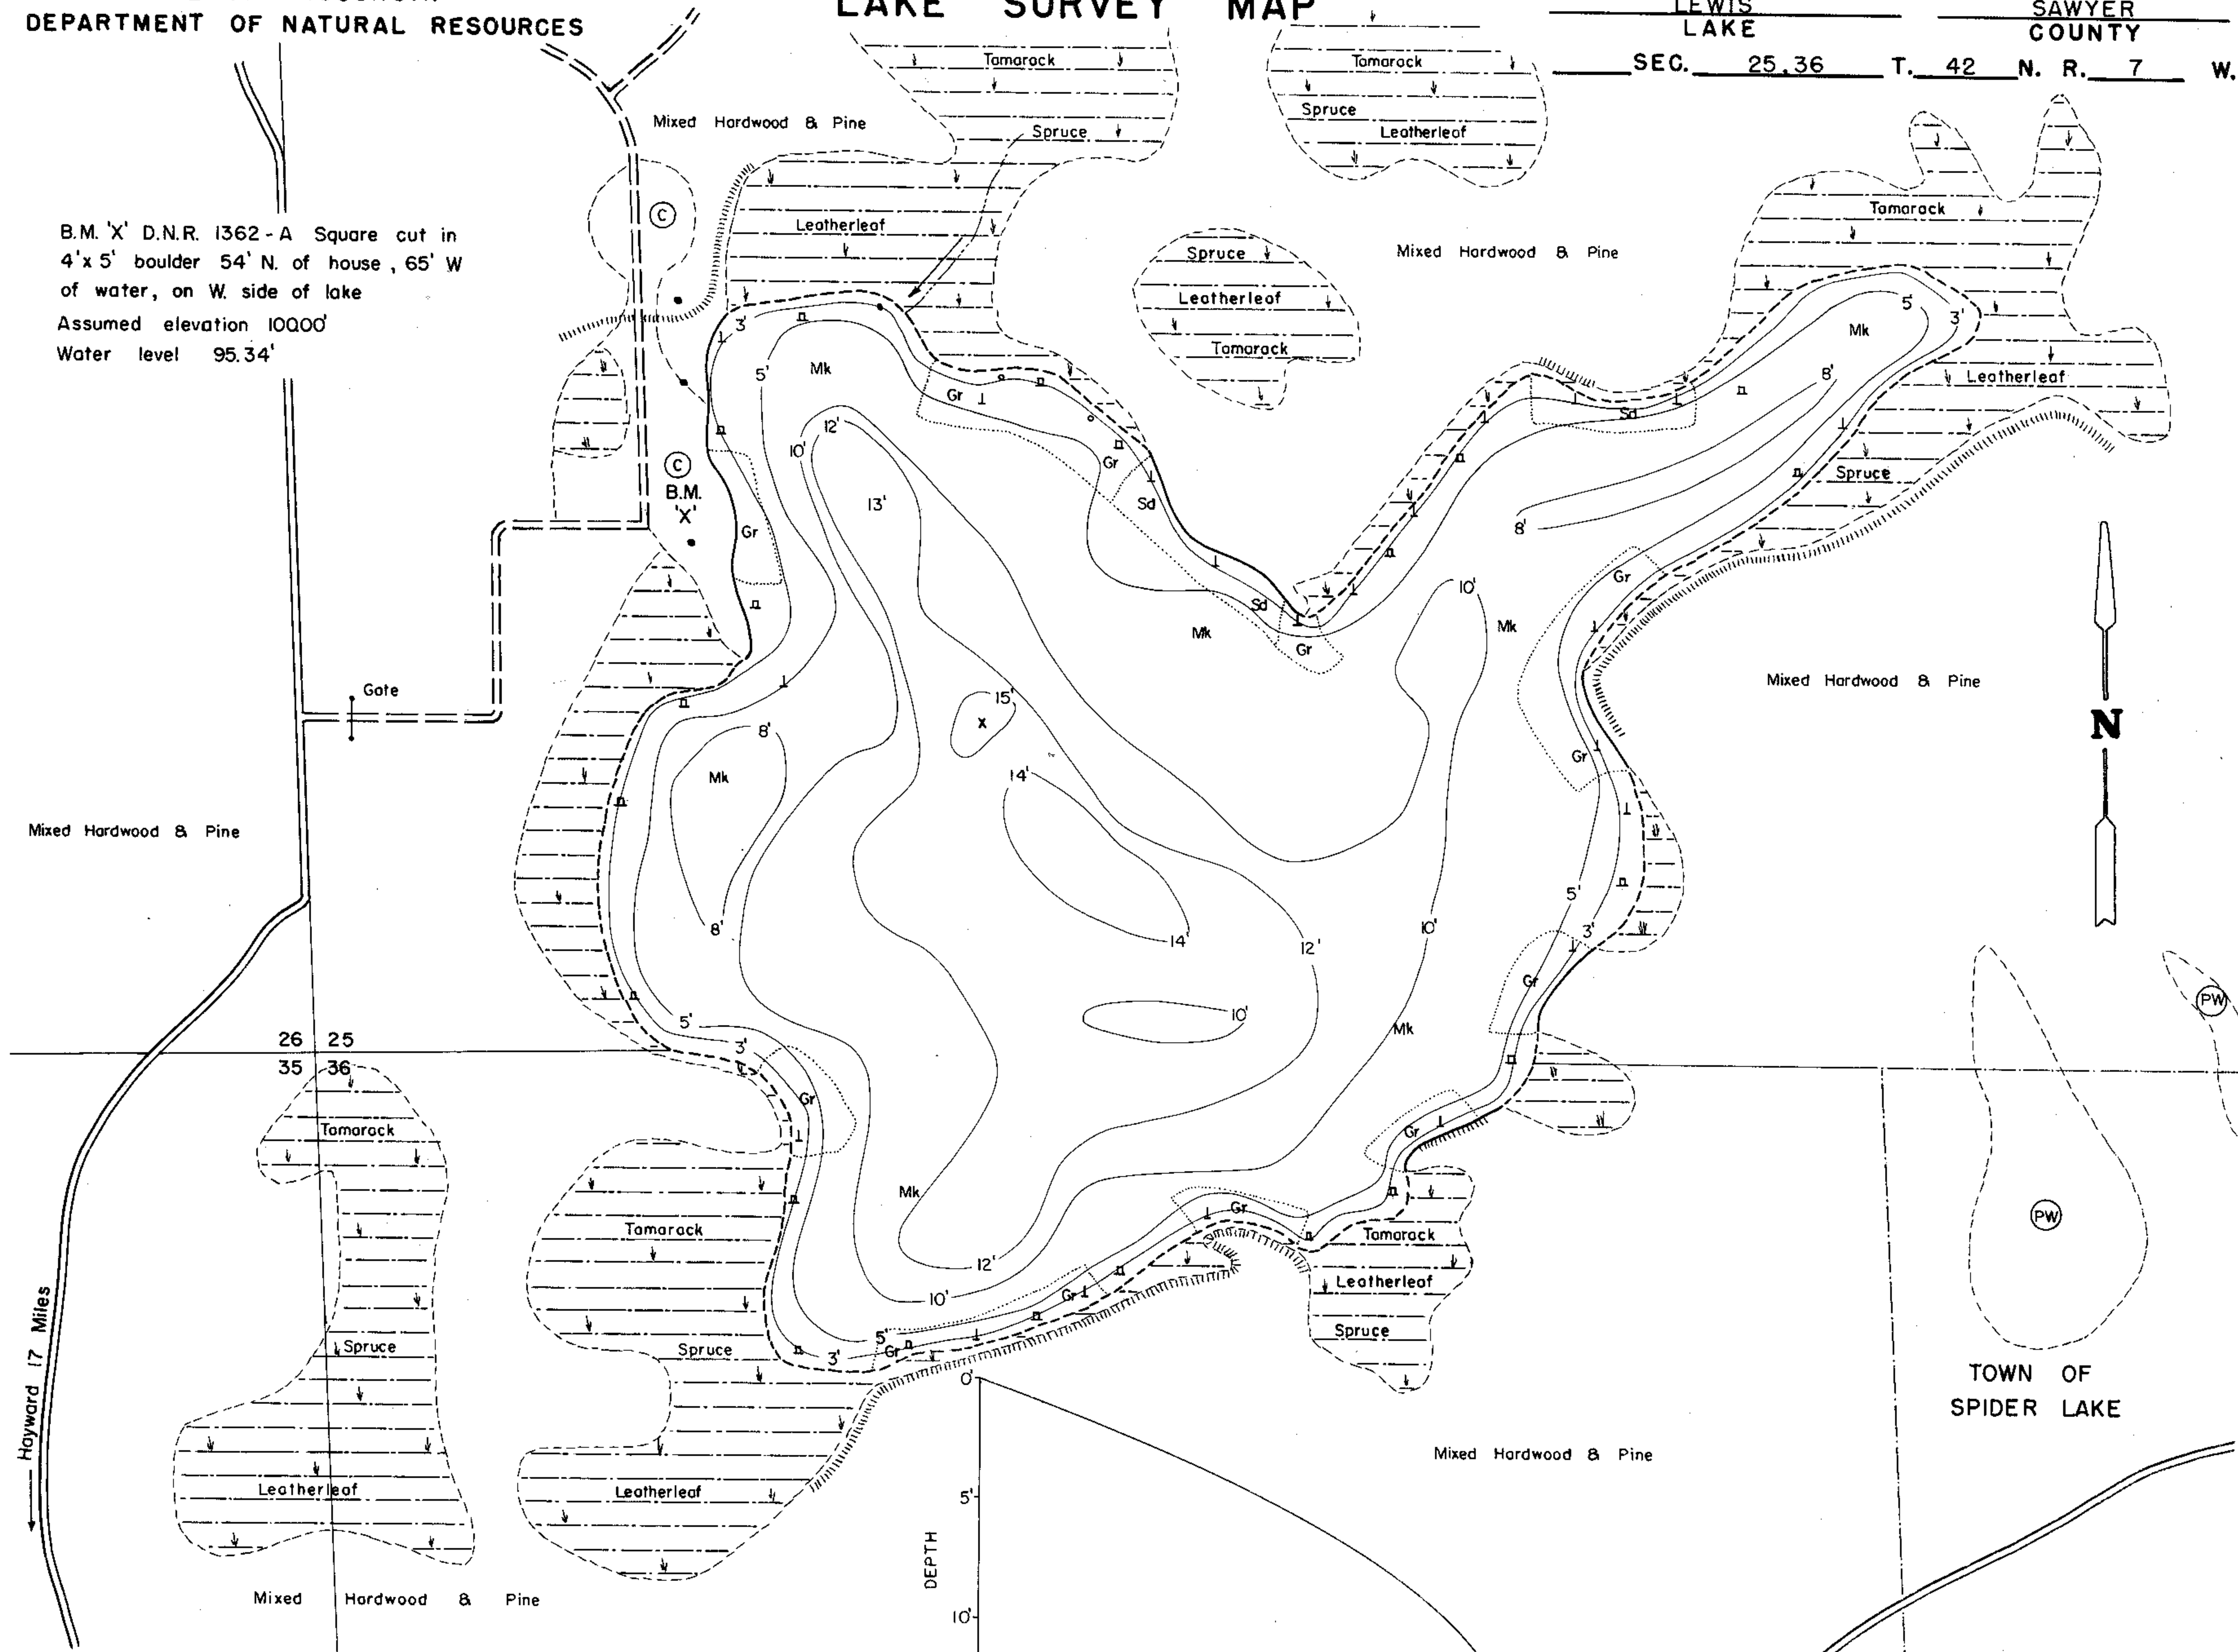 DEPARTMENT OF NATURAL RESOURCES
LAKE SURVEY MAP
LEWIS
LAKE
SAWYER
COUNTY
SEC. 25,36 T. 42 N. R. 7 W.
B.M. 'X' D.N.R. 1362-A Square cut in
4'x 5' boulder 54' N. of house, 65' W
of water, on W. side of lake
Assumed elevation 100.00'
Water level 95.34'
Mixed Hardwood & Pine
Tamarack
Spruce
Tamarack
Spruce
Leatherleaf
Leatherleaf
C
Spruce
Leatherleaf
Tamarack
Mixed Hardwood & Pine
Tamarack
Leatherleaf
Spruce
3'
5'
Mk
Gr
12'
10'
13'
C
B.M.
'X'
Gr
Gr
Sd
Sd
Gr
Mk
Sd
5'
3'
Mk
8'
8'
Gr
10'
Mk
Gr
Mixed Hardwood & Pine
N
Gate
8'
Mk
8'
15'
X
14'
14'
12'
10'
10'
5'
3'
Gr
Mk
Mixed Hardwood & Pine
26 25
35 36
5'
3'
Gr
Mk
12'
10'
5'
3'
Gr
Gr
Gr
Gr
Tamarack
Spruce
Leatherleaf
Tamarack
Spruce
Leatherleaf
Tamarack
Leatherleaf
Spruce
PW
PW
TOWN OF
SPIDER LAKE
Hayward 17 Miles
Mixed Hardwood & Pine
Mixed Hardwood & Pine
0'
5'
10'
DEPTH